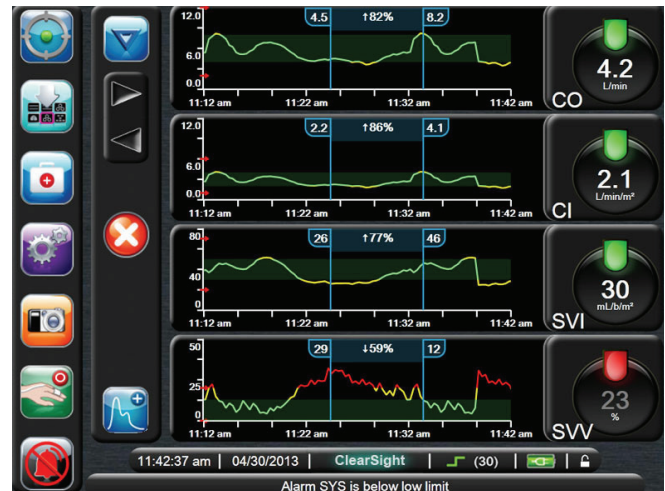 12.0 4.5 ↑82% 8.2
6.0
0.0
11:12 am 11:22 am 11:32 am 11:42 am
4.2
L/min
CO
12.0 2.2 ↑86% 4.1
6.0
0.0
11:12 am 11:22 am 11:32 am 11:42 am
2.1
L/min/m²
CI
80 26 ↑77% 46
40
0
11:12 am 11:22 am 11:32 am 11:42 am
30
mL/b/m²
SVI
50 29 ↓59% 12
25
0
11:12 am 11:22 am 11:32 am 11:42 am
23
%
SVV
11:42:37 am | 04/30/2013 | ClearSight | (30)
Alarm SYS is below low limit